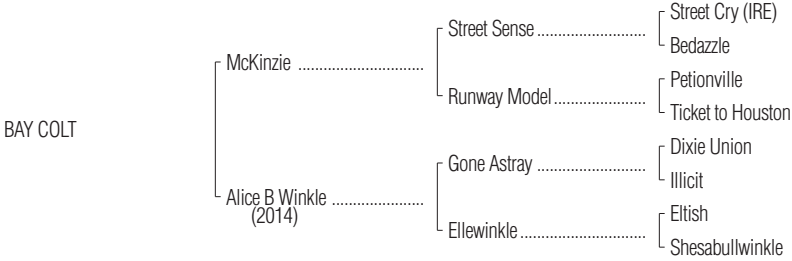 Street Cry (IRE)
Street Sense ..........................
Bedazzle
McKinzie ..............................
Petionville
Runway Model......................
Ticket to Houston
BAY COLT
Dixie Union
Gone Astray ..........................
Illicit
Alice B Winkle ......................
(2014)
Eltish
Ellewinkle..............................
Shesabullwinkle